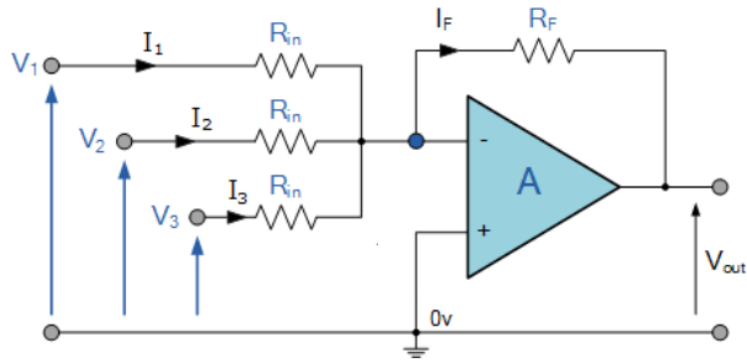 V1 I1 Rin IF RF
V2 I2 Rin -
A
V3 I3 Rin +
Vout
0v